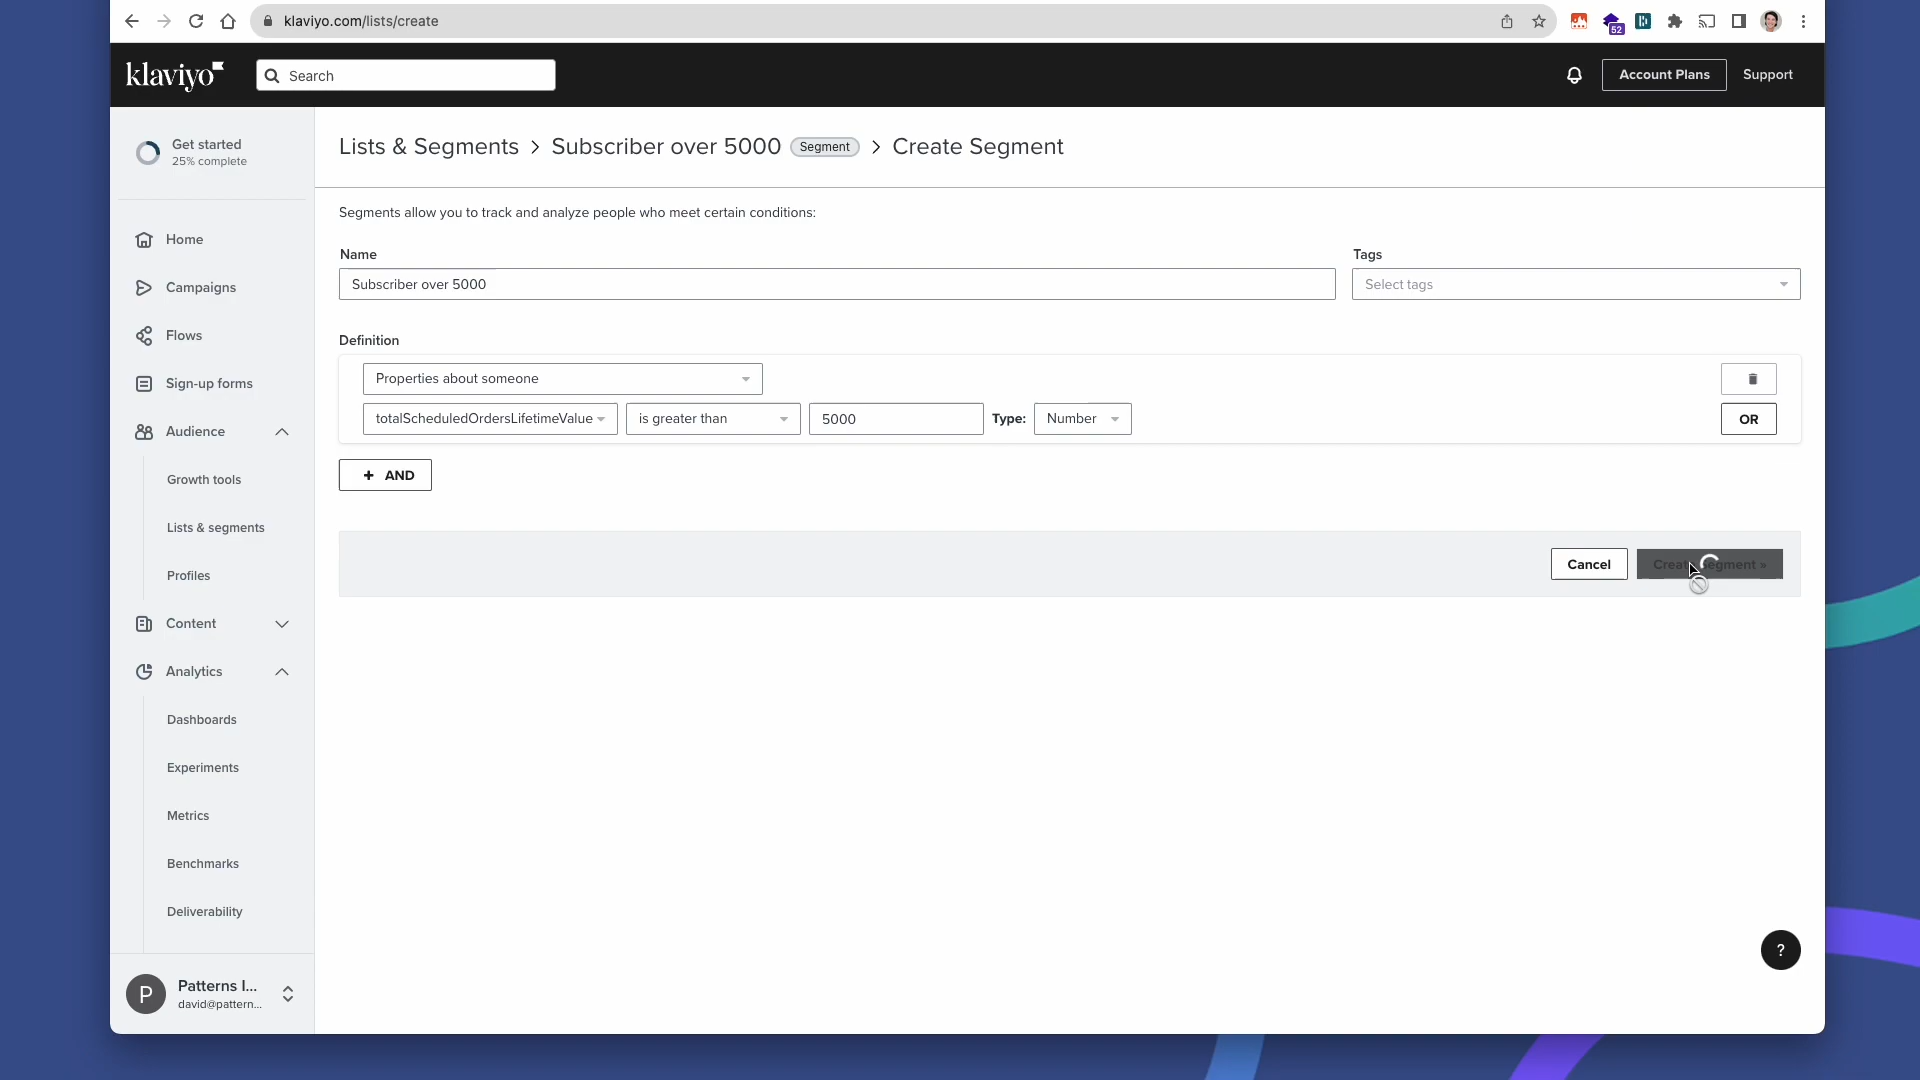 klaviyo.com/lists/create
52
klaviyo
Search
Account Plans
Support
Get started
25% complete
Lists & Segments > Subscriber over 5000 Segment > Create Segment
Segments allow you to track and analyze people who meet certain conditions:
Name
Tags
Subscriber over 5000
Select tags
Definition
Properties about someone
totalScheduledOrdersLifetimeValue
is greater than
5000
Type:
Number
OR
+ AND
Cancel
Create Segment »
Home
Campaigns
Flows
Sign-up forms
Audience
Growth tools
Lists & segments
Profiles
Content
Analytics
Dashboards
Experiments
Metrics
Benchmarks
Deliverability
P
Patterns I...
david@pattern...
?